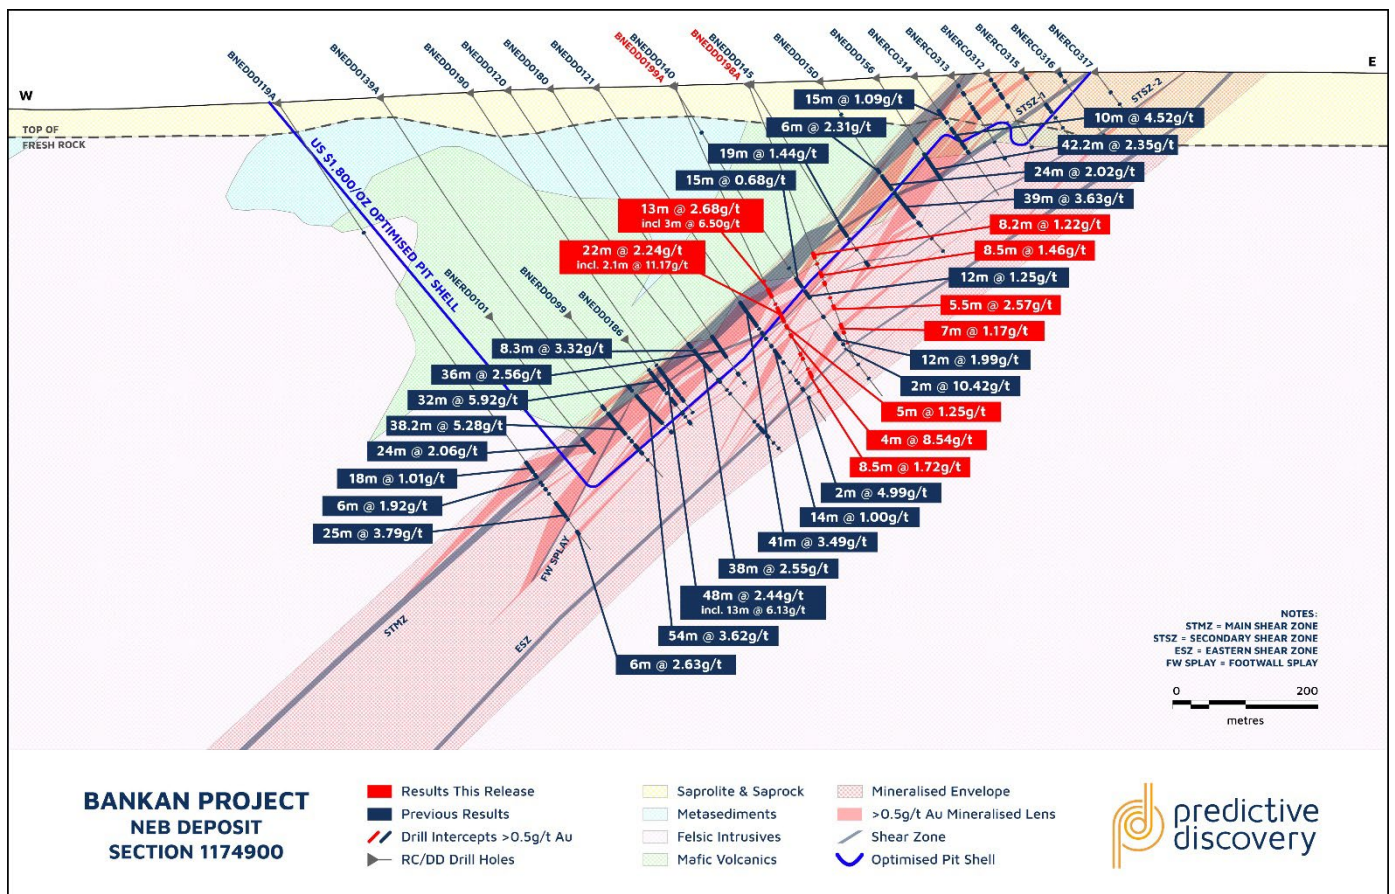 BNEDD0119A
BNEDD0139A
BNEDD0190
BNEDD0120
BNEDD0180
BNEDD0121
BNEDD0199A
BNEDD0140
BNEDD0198A
BNEDD0145
BNEDD0150
BNEDD0156
BNERC0314
BNERC0313
BNERC0312
BNERC0315
BNERC0316
BNERC0317
W
E
TOP OF
FRESH ROCK
US $1.800/OZ OPTIMISED PIT SHELL
STSZ-1
STSZ-2
15m @ 1.09g/t
6m @ 2.31g/t
19m @ 1.44g/t
15m @ 0.68g/t
13m @ 2.68g/t
incl 3m @ 6.50g/t
22m @ 2.24g/t
incl. 2.1m @ 11.17g/t
10m @ 4.52g/t
42.2m @ 2.35g/t
24m @ 2.02g/t
39m @ 3.63g/t
8.2m @ 1.22g/t
8.5m @ 1.46g/t
12m @ 1.25g/t
5.5m @ 2.57g/t
7m @ 1.17g/t
12m @ 1.99g/t
2m @ 10.42g/t
5m @ 1.25g/t
4m @ 8.54g/t
8.5m @ 1.72g/t
2m @ 4.99g/t
14m @ 1.00g/t
41m @ 3.49g/t
38m @ 2.55g/t
48m @ 2.44g/t
incl. 13m @ 6.13g/t
54m @ 3.62g/t
6m @ 2.63g/t
BNERD0101
BNERD0099
BNEDD0186
8.3m @ 3.32g/t
36m @ 2.56g/t
32m @ 5.92g/t
38.2m @ 5.28g/t
24m @ 2.06g/t
18m @ 1.01g/t
6m @ 1.92g/t
25m @ 3.79g/t
FW SPLAY
STMZ
ESZ
NOTES:
STMZ = MAIN SHEAR ZONE
STSZ = SECONDARY SHEAR ZONE
ESZ = EASTERN SHEAR ZONE
FW SPLAY = FOOTWALL SPLAY
0 200
metres
BANKAN PROJECT
NEB DEPOSIT
SECTION 1174900
Results This Release
Previous Results
Drill Intercepts >0.5g/t Au
RC/DD Drill Holes
Saprolite & Saprock
Metasediments
Felsic Intrusives
Mafic Volcanics
Mineralised Envelope
>0.5g/t Au Mineralised Lens
Shear Zone
Optimised Pit Shell
predictive
discovery